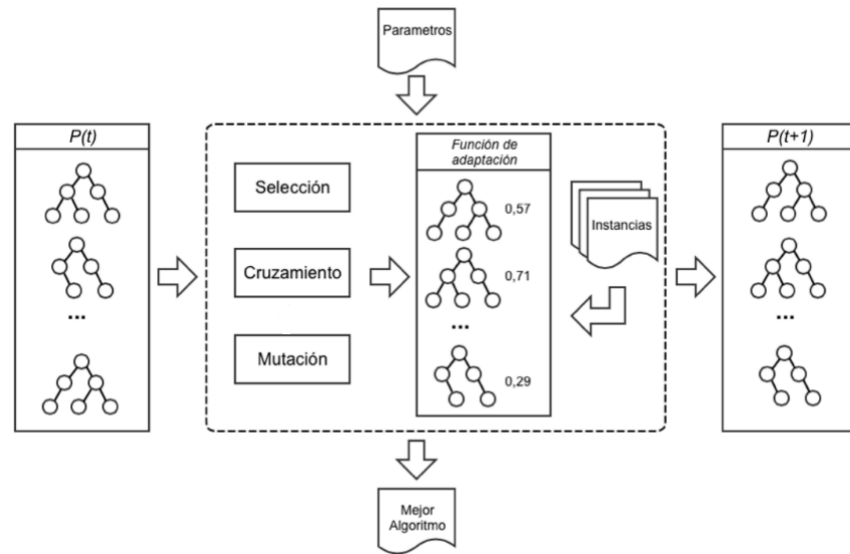 Parametros
P(t)
...
Selección
Cruzamiento
Mutación
Función de
adaptación
0,57
0,71
...
0,29
Instancias
P(t+1)
...
Mejor
Algoritmo